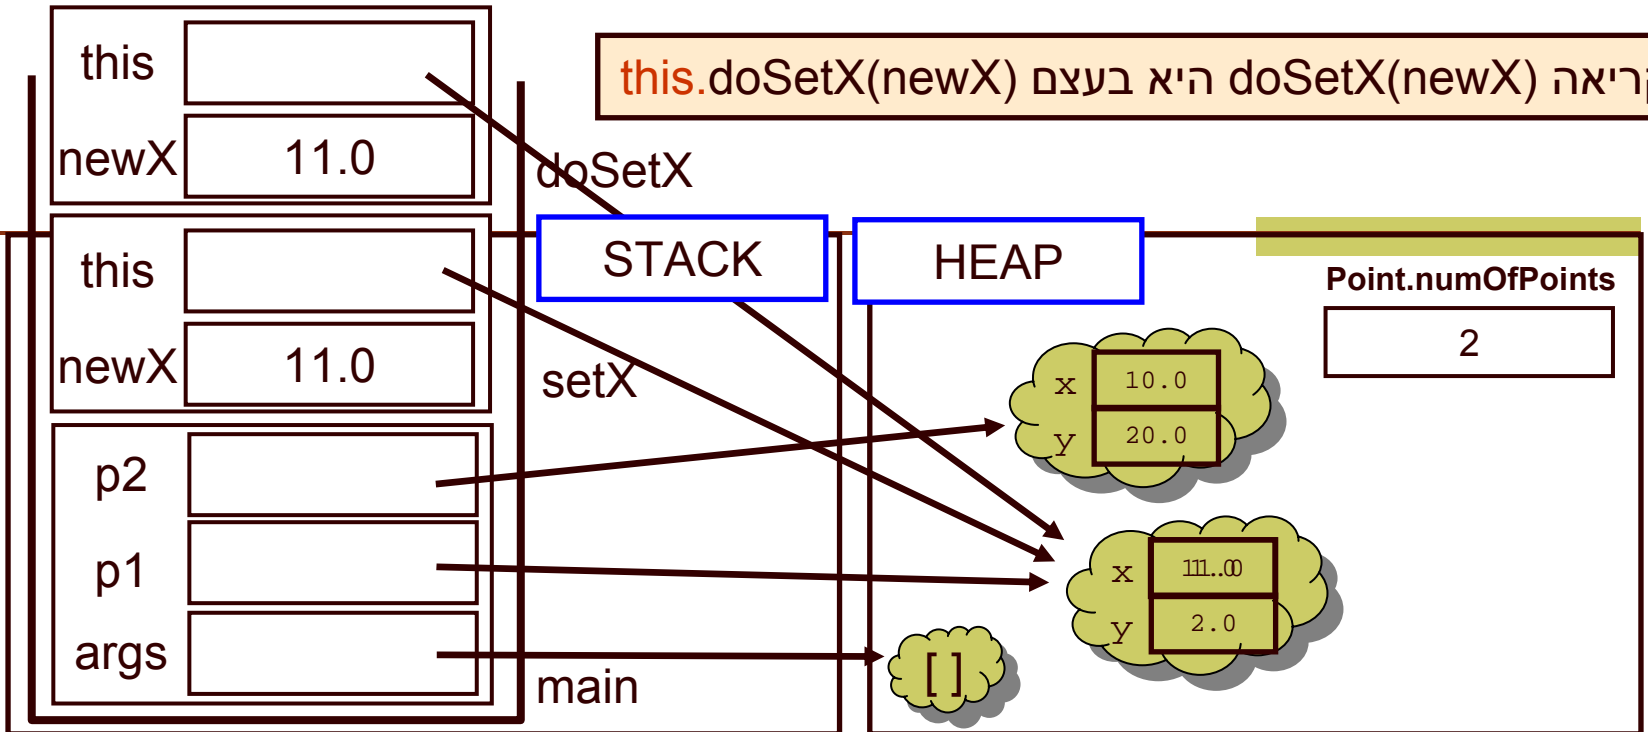 this
newX 11.0
קריאה doSetX(newX) היא בעצם this.doSetX(newX)
doSetX
this
newX 11.0
setX
STACK
HEAP
Point.numOfPoints
2
x 10.0
y 20.0
p2
p1
args
main
x
y 2.0
[]